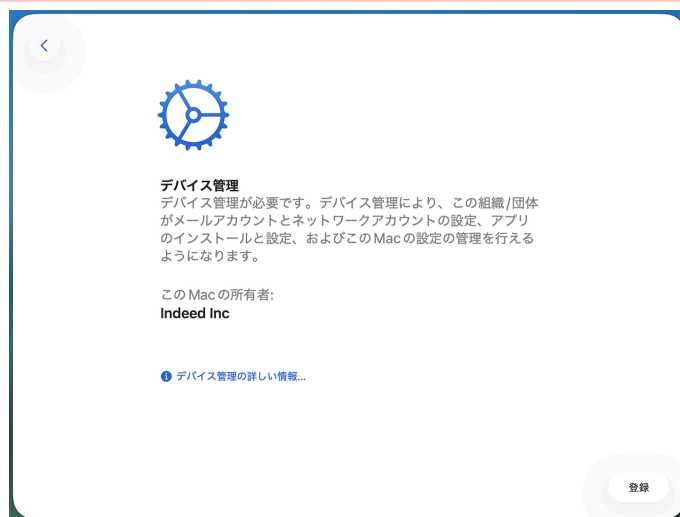 デバイス管理
デバイス管理が必要です。デバイス管理により、この組織/団体
がメールアカウントとネットワークアカウントの設定、アプリ
のインストールと設定、およびこのMacの設定の管理を行える
ようになります。
このMacの所有者:
Indeed Inc
デバイス管理の詳しい情報...
登録